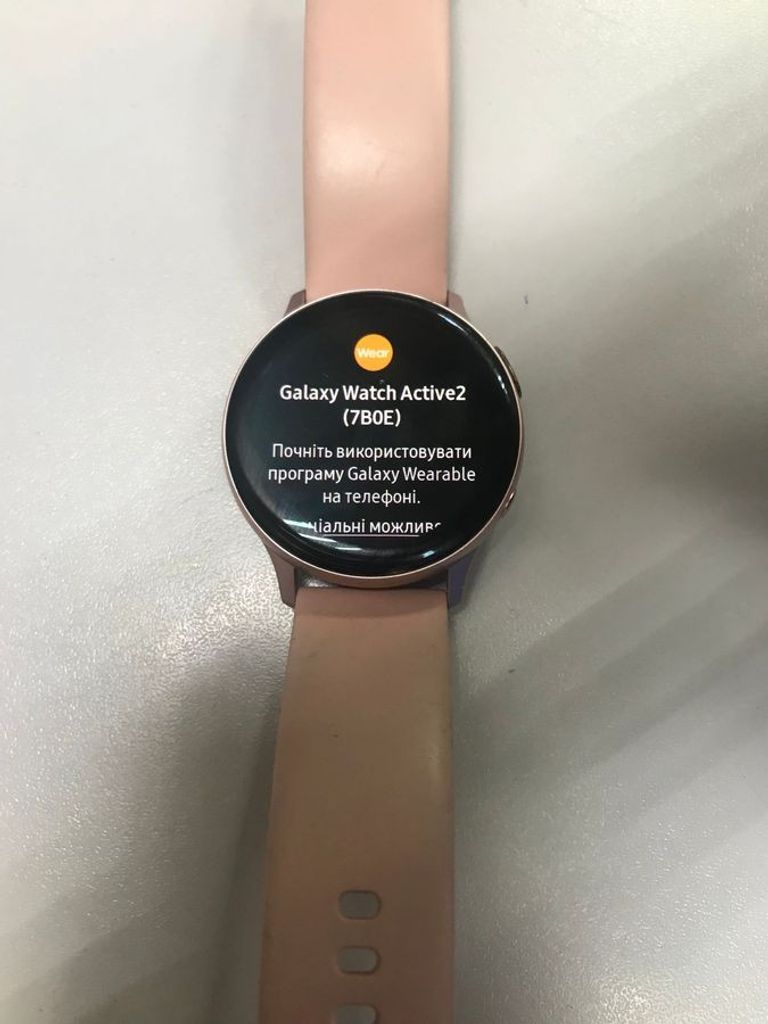 Wear
Galaxy Watch Active2
(7B0E)
Почніть використовувати
програму Galaxy Wearable
на телефоні.